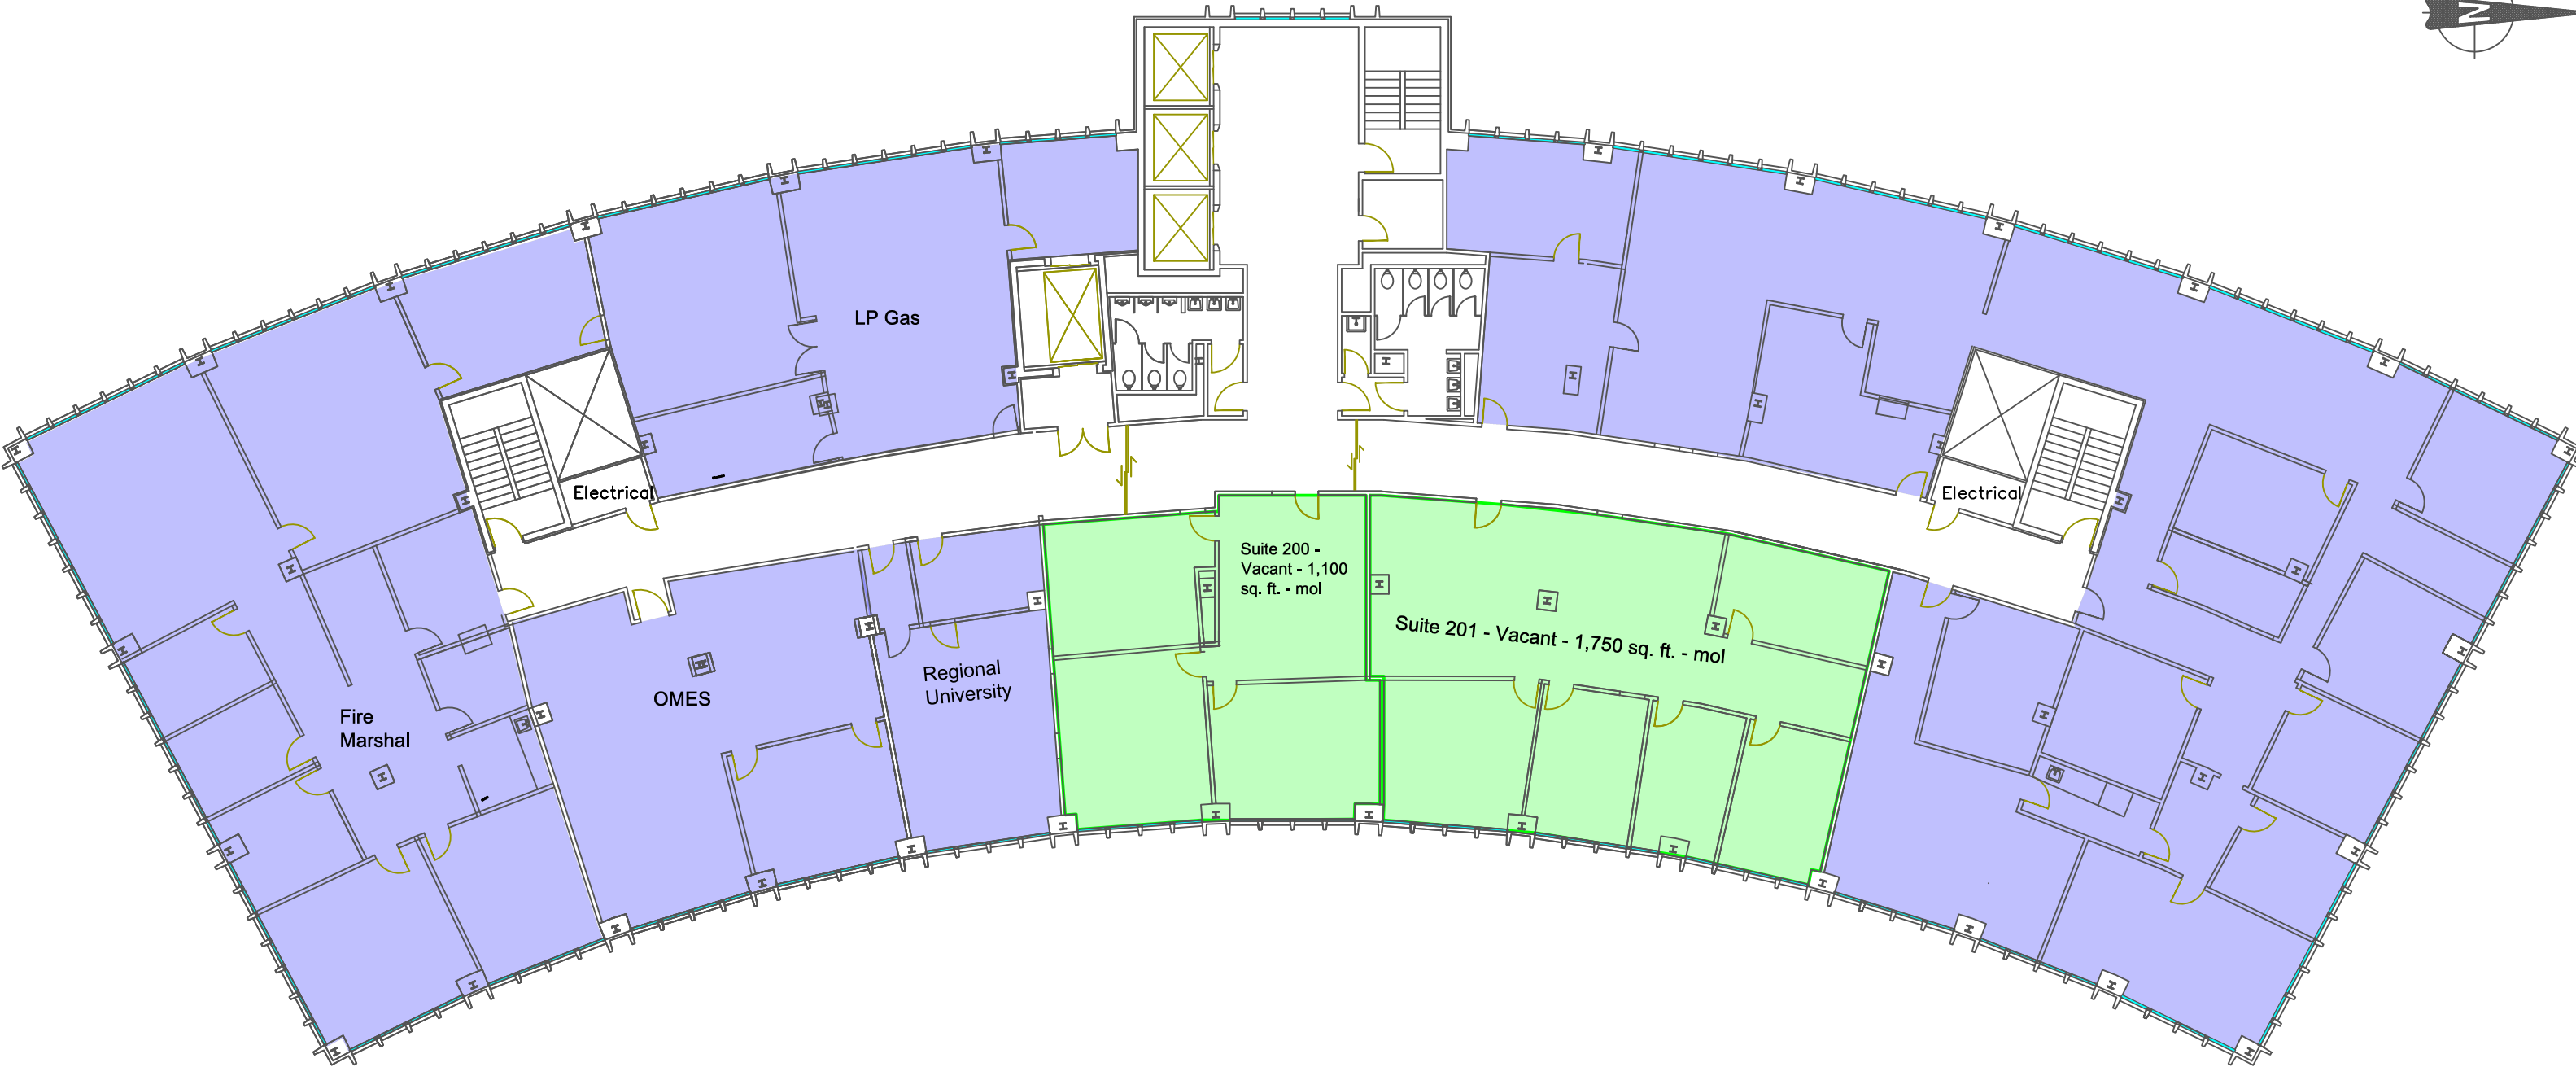 N
LP Gas
Electrical
Electrical
Suite 200 -
Vacant - 1,100
sq. ft. - mol
Suite 201 - Vacant - 1,750 sq. ft. - mol
Regional
University
OMES
Fire
Marshal